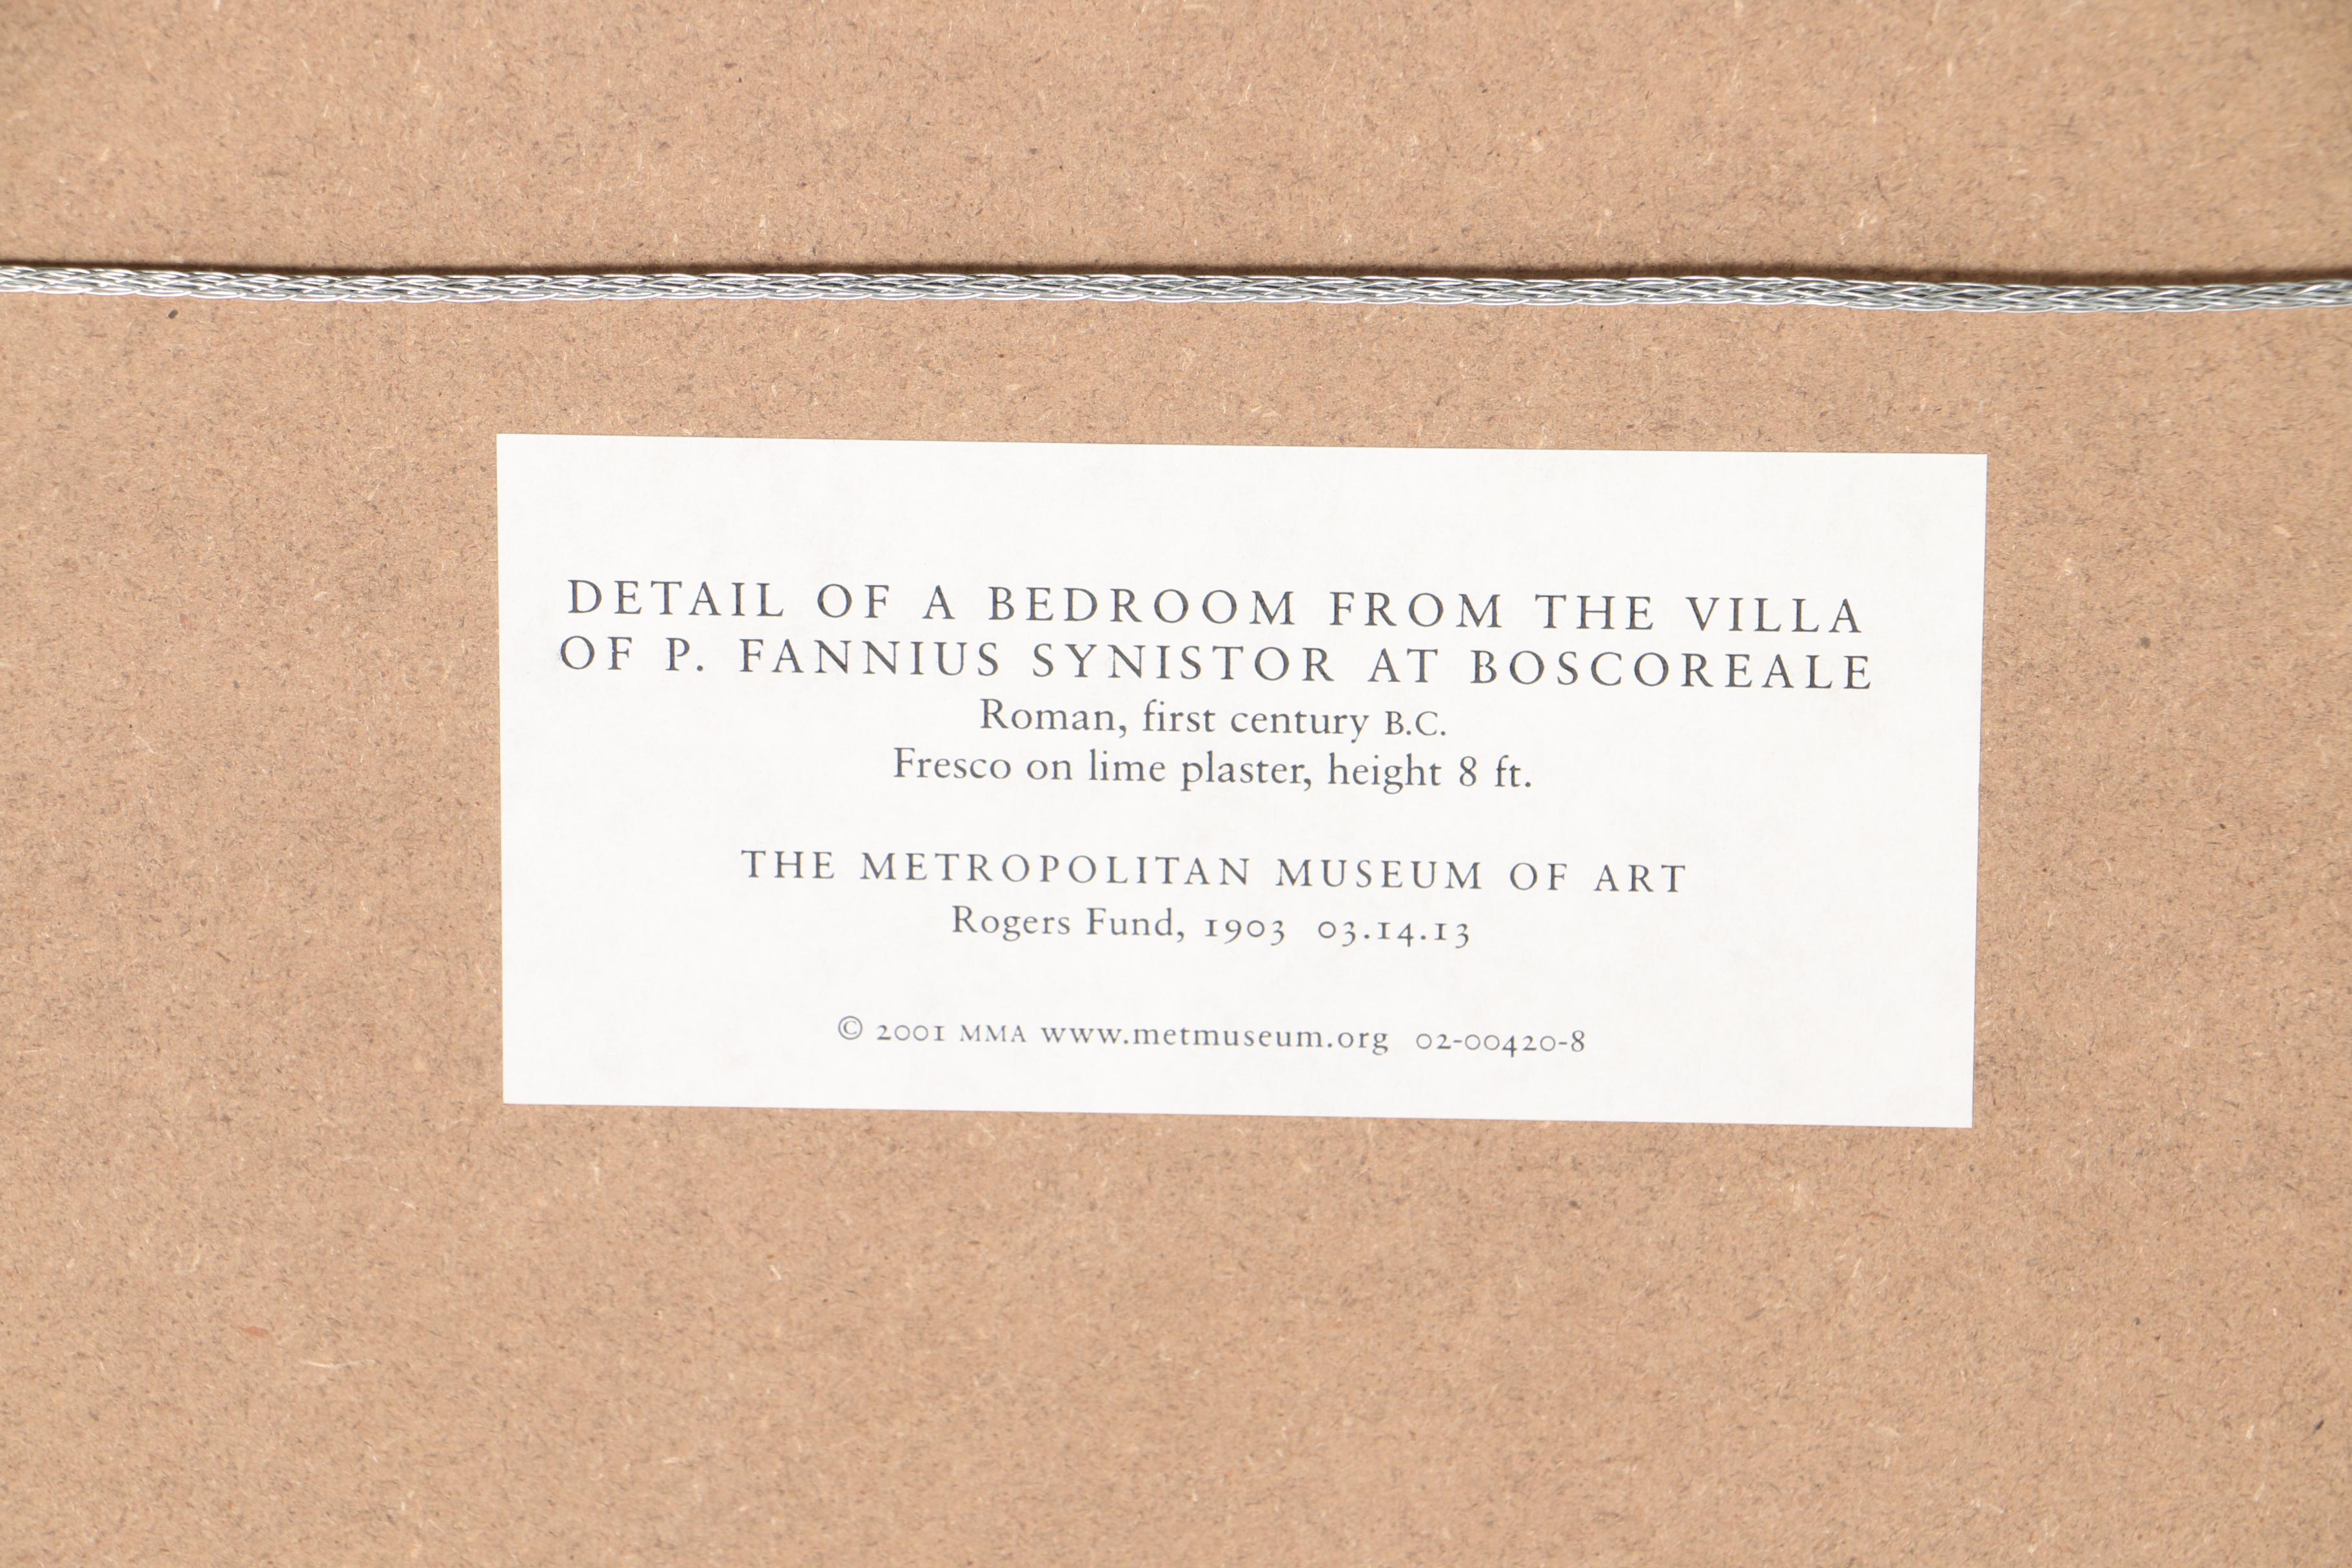 DETAIL OF A BEDROOM FROM THE VILLA
OF P. FANNIUS SYNISTOR AT BOSCOREALE
Roman, first century B.C.
Fresco on lime plaster, height 8 ft.
THE METROPOLITAN MUSEUM OF ART
Rogers Fund, 1903 03.14.13
© 2001 MMA www.metmuseum.org 02-00420-8